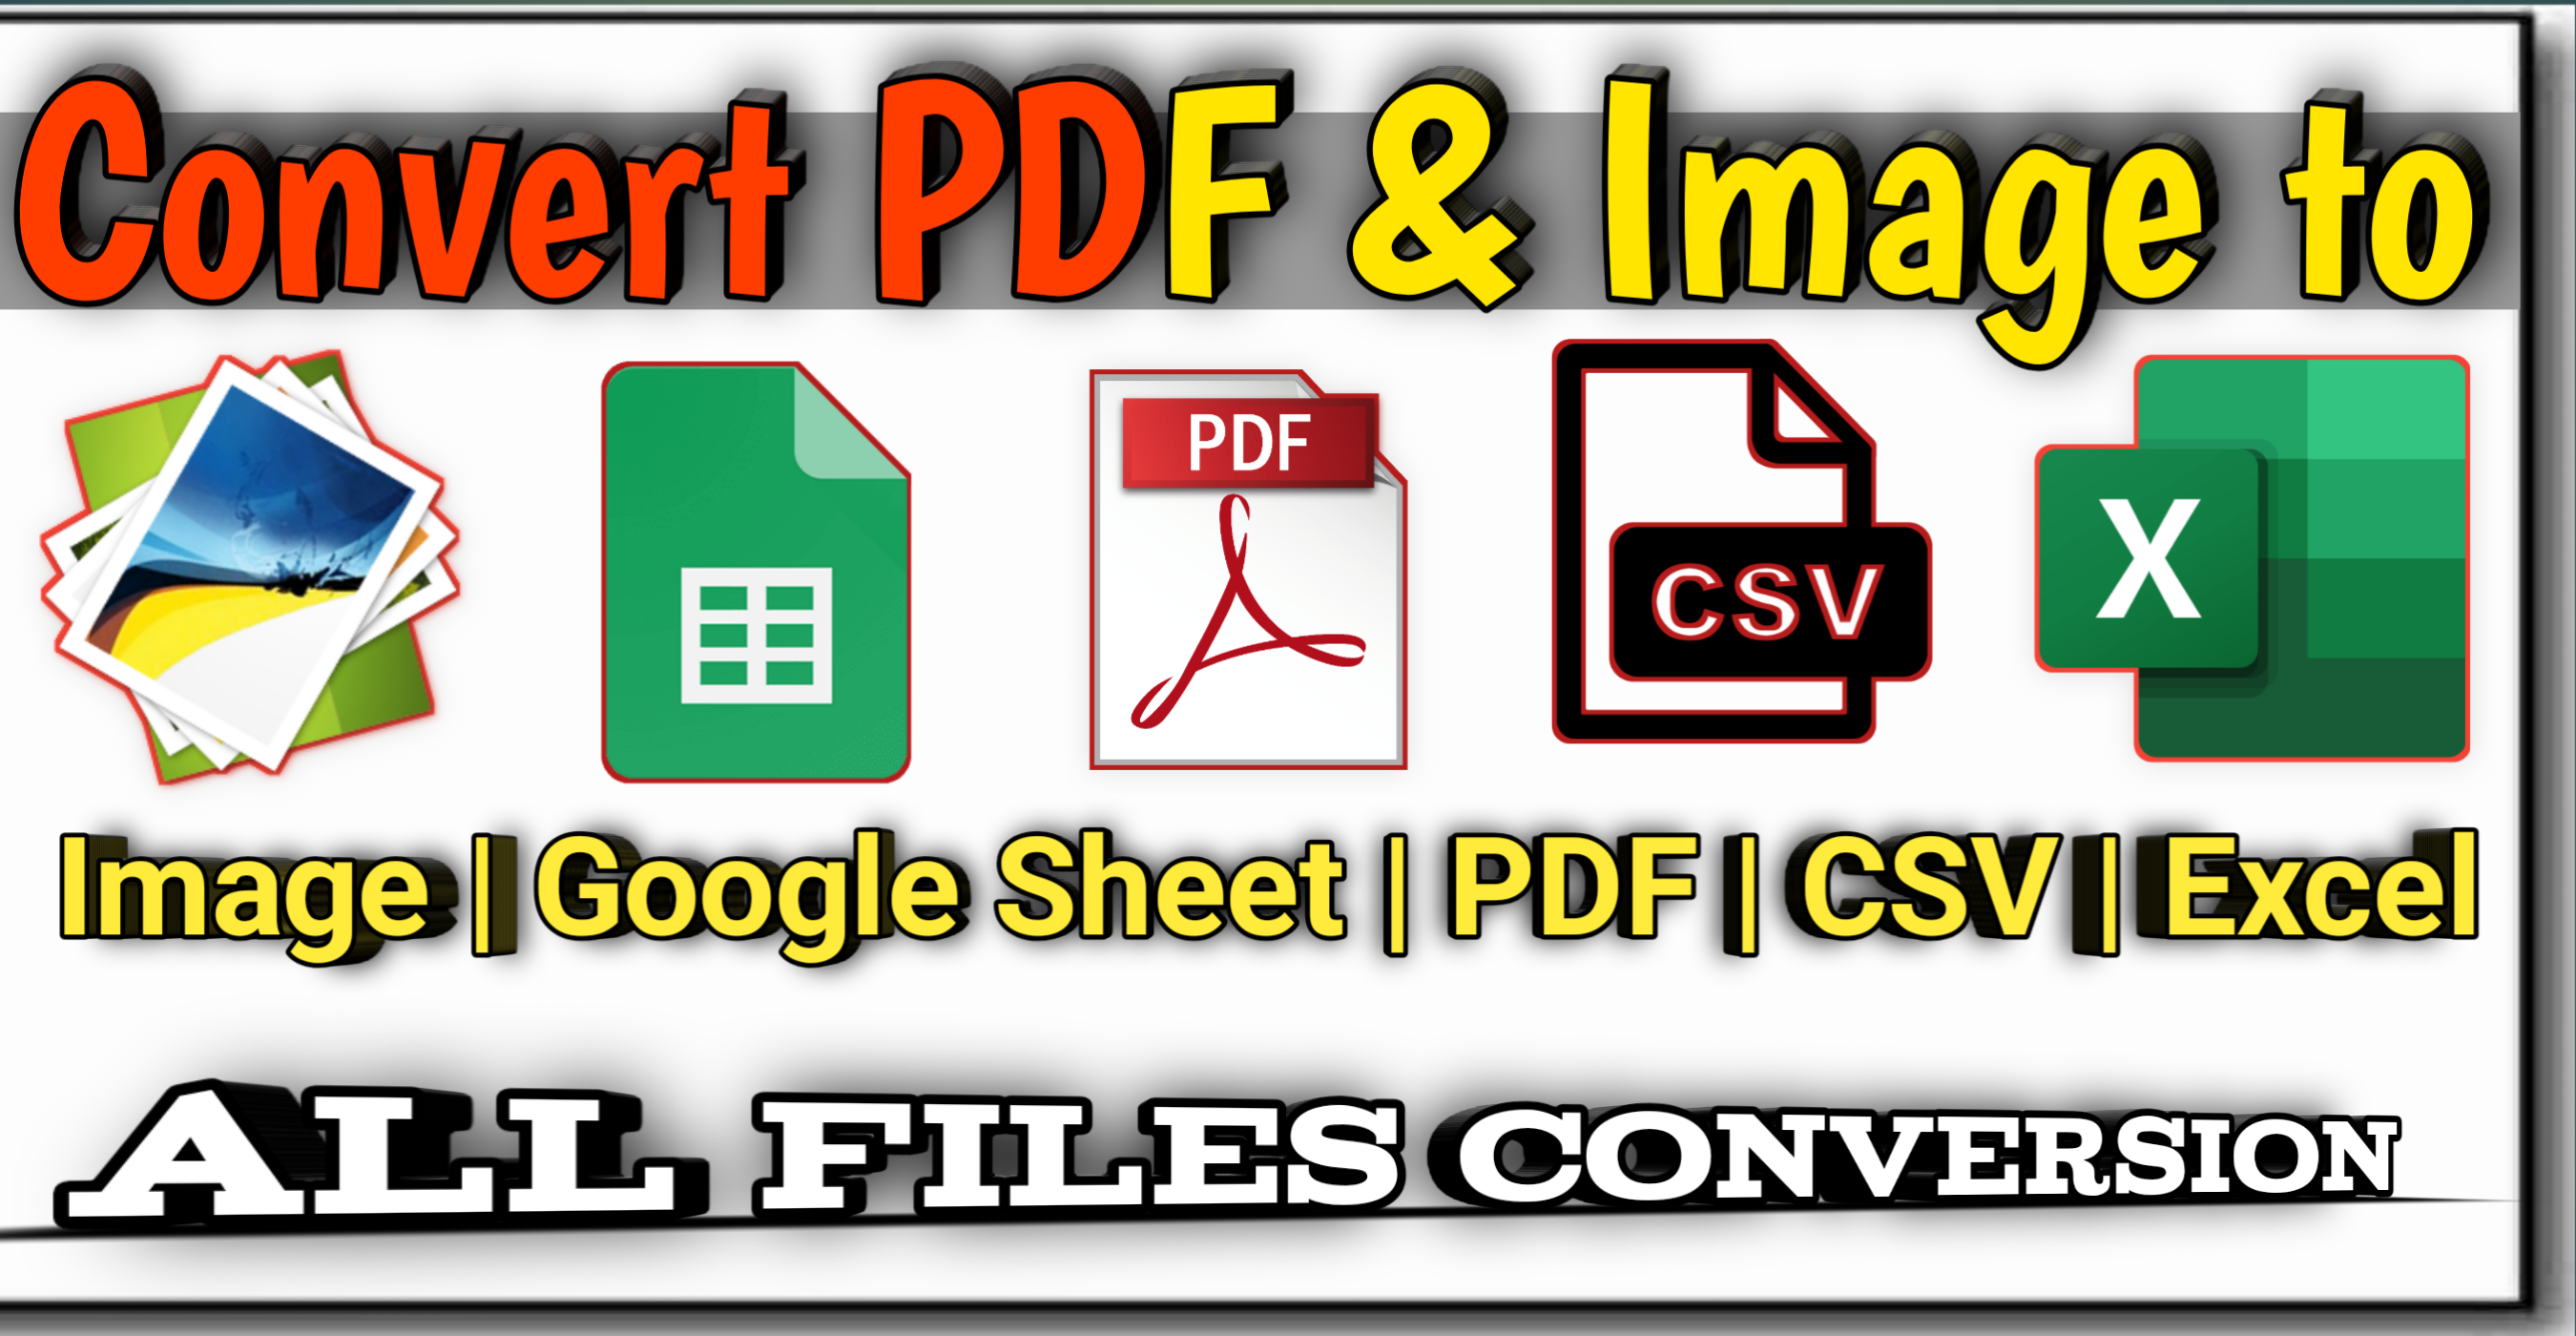 Convert PDF & Image to
PDF
CSV
X
Image | Google Sheet | PDF | CSV | Excel
ALL FILES CONVERSION